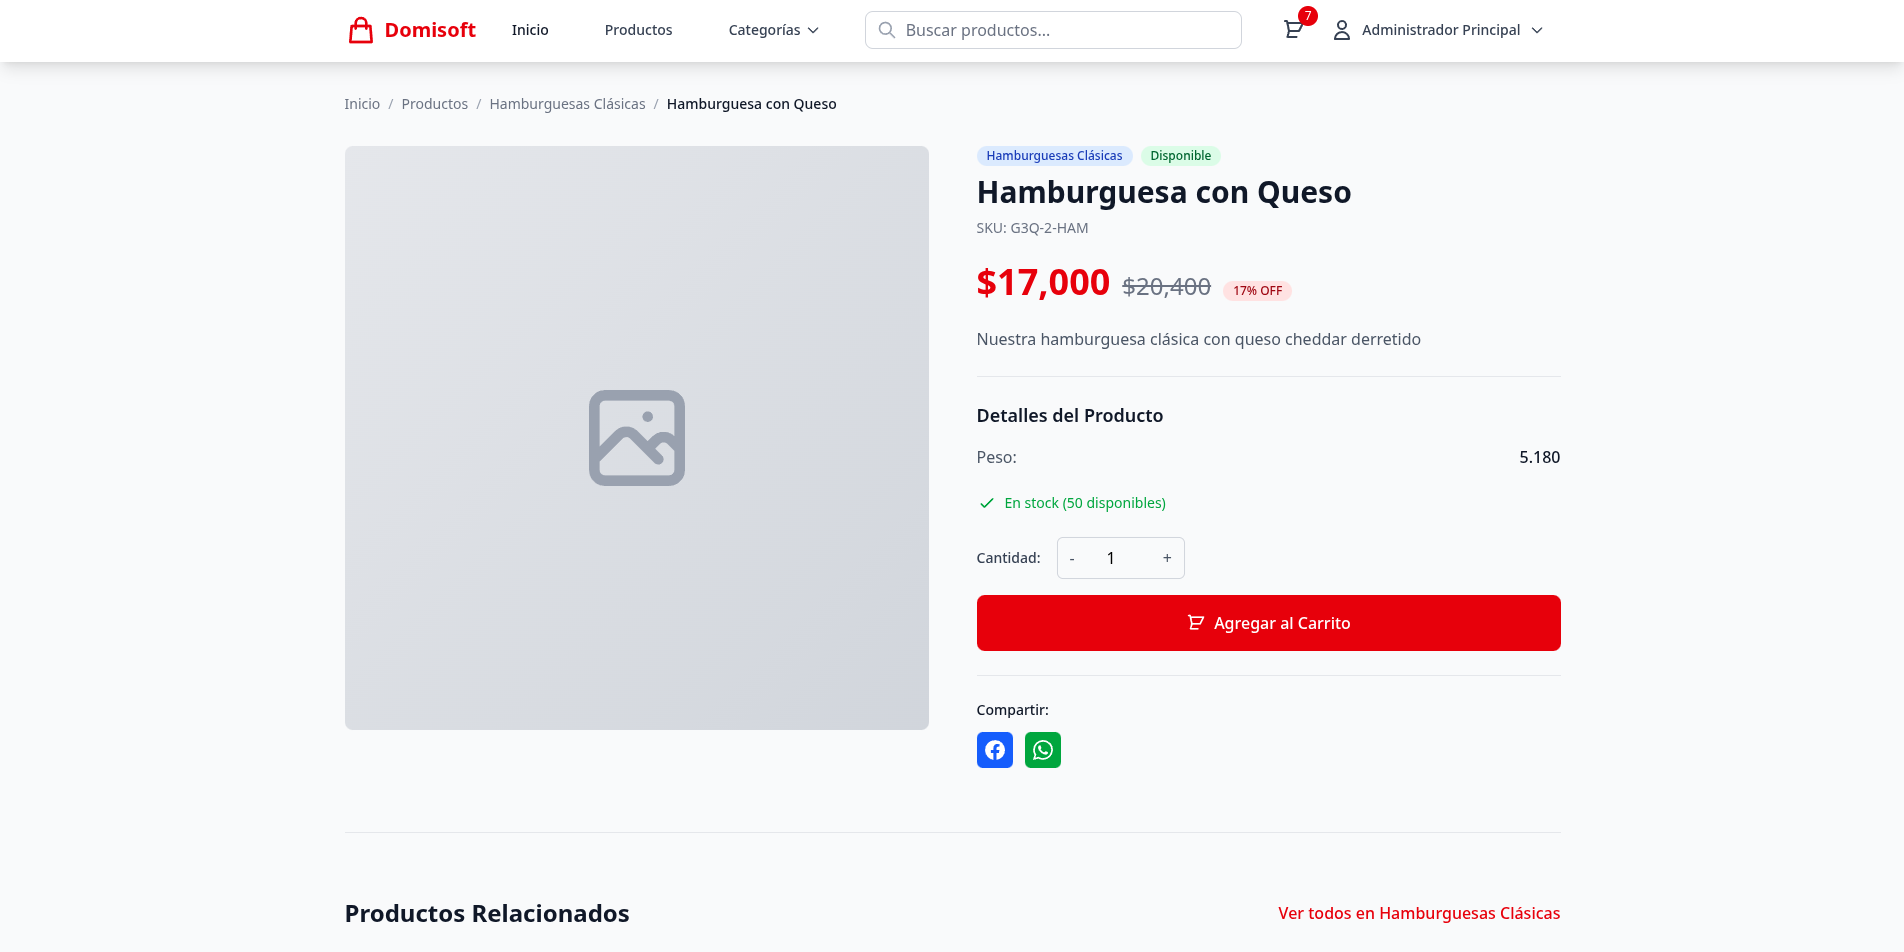 Domisoft Inicio Productos Categorías Buscar productos... 7 Administrador Principal
Inicio / Productos / Hamburguesas Clásicas / Hamburguesa con Queso
Hamburguesas Clásicas Disponible
Hamburguesa con Queso
SKU: G3Q-2-HAM
$17,000 $20,400 17% OFF
Nuestra hamburguesa clásica con queso cheddar derretido
Detalles del Producto
Peso: 5.180
En stock (50 disponibles)
Cantidad: - 1 +
Agregar al Carrito
Compartir:
Productos Relacionados Ver todos en Hamburguesas Clásicas